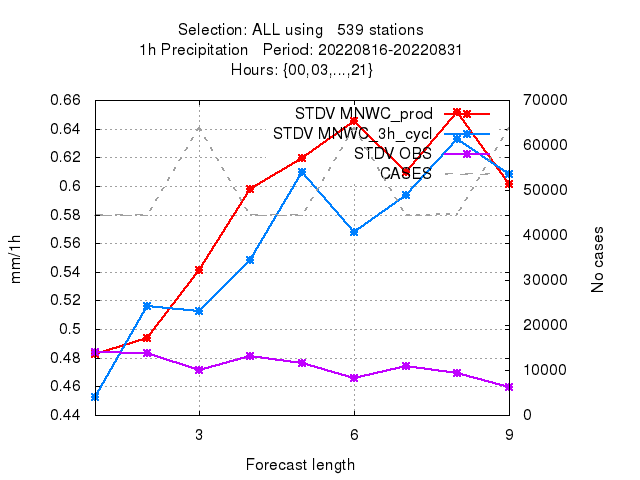 Selection: ALL using 539 stations
1h Precipitation Period: 20220816-20220831
Hours: {00,03,...,21}
0.66
0.64
0.62
0.6
0.58
0.56
0.54
0.52
0.5
0.48
0.46
0.44
mm/1h
STDV MNWC_prod
STDV MNWC_3h_cycl
STDV OBS
CASES
70000
60000
50000
40000
30000
20000
10000
0
No cases
3 6 9
Forecast length